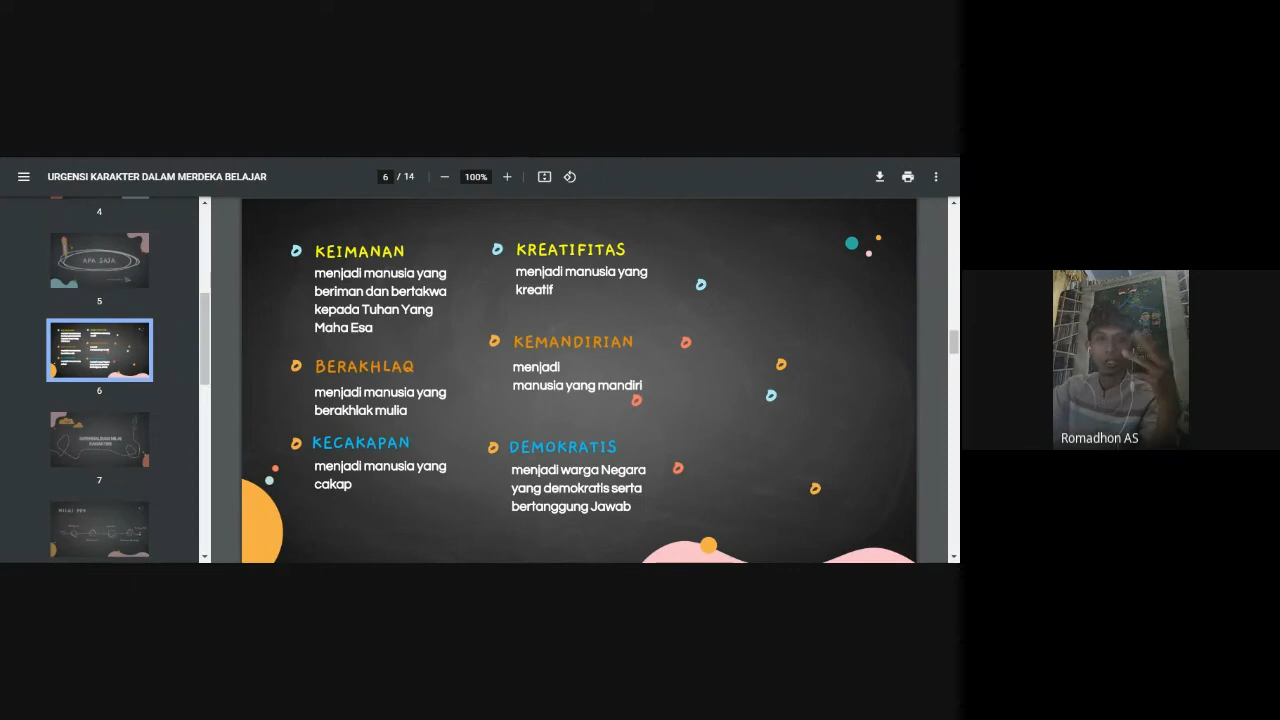 URGENSI KARAKTER DALAM MERDEKA BELAJAR
6 / 14
100%
4
APA SAJA
5
6
7
NILAI PPK
KEIMANAN
menjadi manusia yang
beriman dan bertakwa
kepada Tuhan Yang
Maha Esa
BERAKHLAQ
menjadi manusia yang
berakhlak mulia
KECAKAPAN
menjadi manusia yang
cakap
KREATIFITAS
menjadi manusia yang
kreatif
KEMANDIRIAN
menjadi
manusia yang mandiri
DEMOKRATIS
menjadi warga Negara
yang demokratis serta
bertanggung Jawab
Romadhon AS